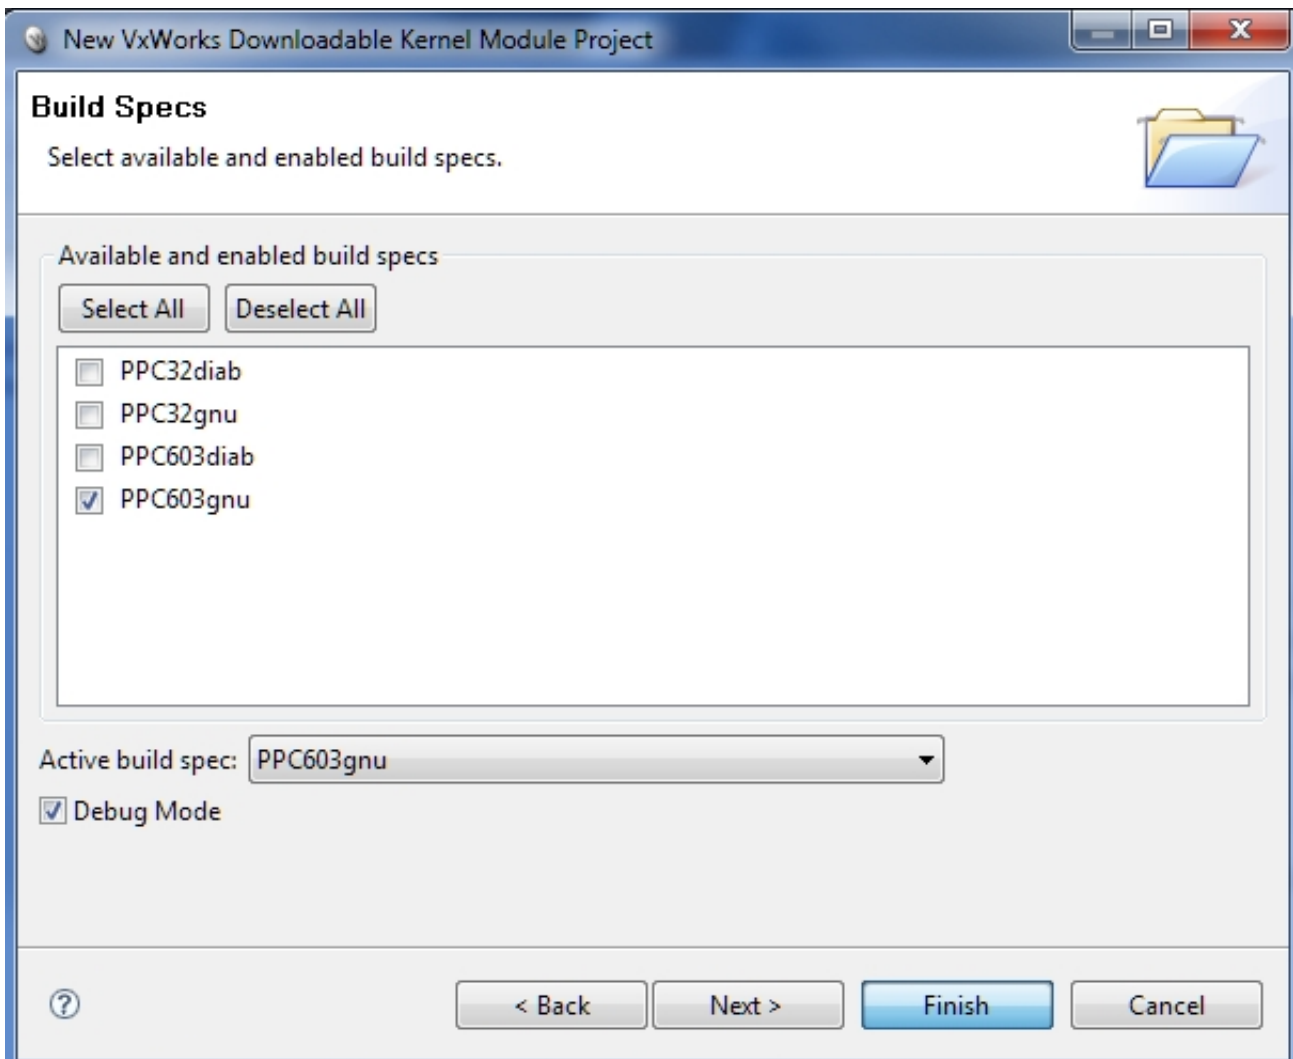 New VxWorks Downloadable Kernel Module Project
Build Specs
Select available and enabled build specs.
Available and enabled build specs
Select All Deselect All
PPC32diab
PPC32gnu
PPC603diab
PPC603gnu
Active build spec: PPC603gnu
Debug Mode
? < Back Next > Finish Cancel